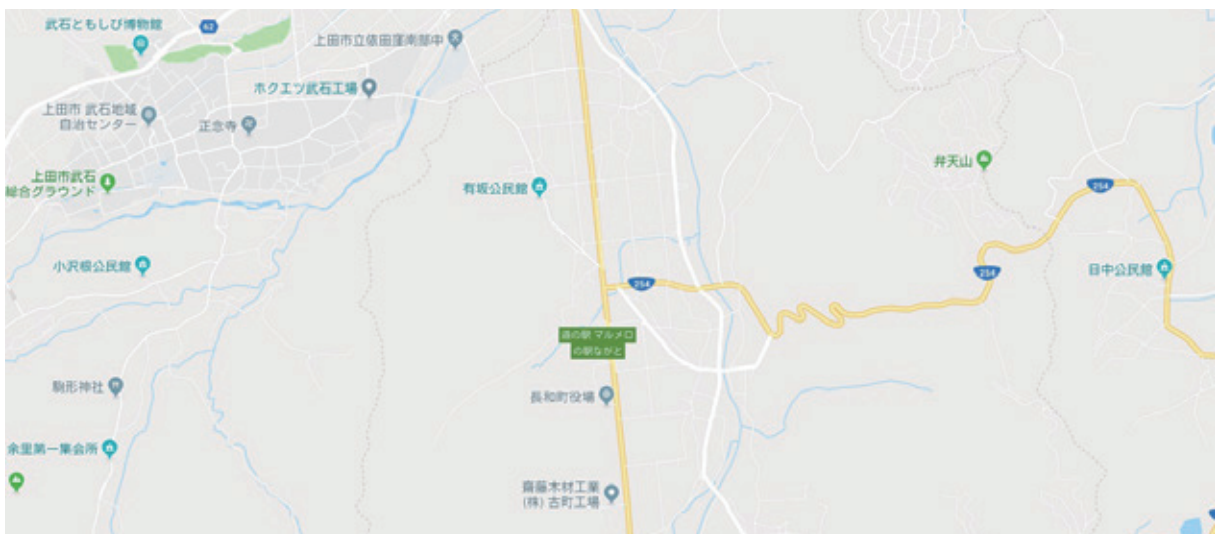 武石ともしび博物館
62
上田市立依田窪南部中
ホクエツ武石工場
上田市 武石地域
自治センター
正念寺
上田市武石
総合グラウンド
有坂公民館
弁天山
254
小沢根公民館
254
254
日中公民館
道の駅 マルメロ
の駅ながと
駒形神社
長和町役場
余里第一集会所
齋藤木材工業
(株) 古町工場